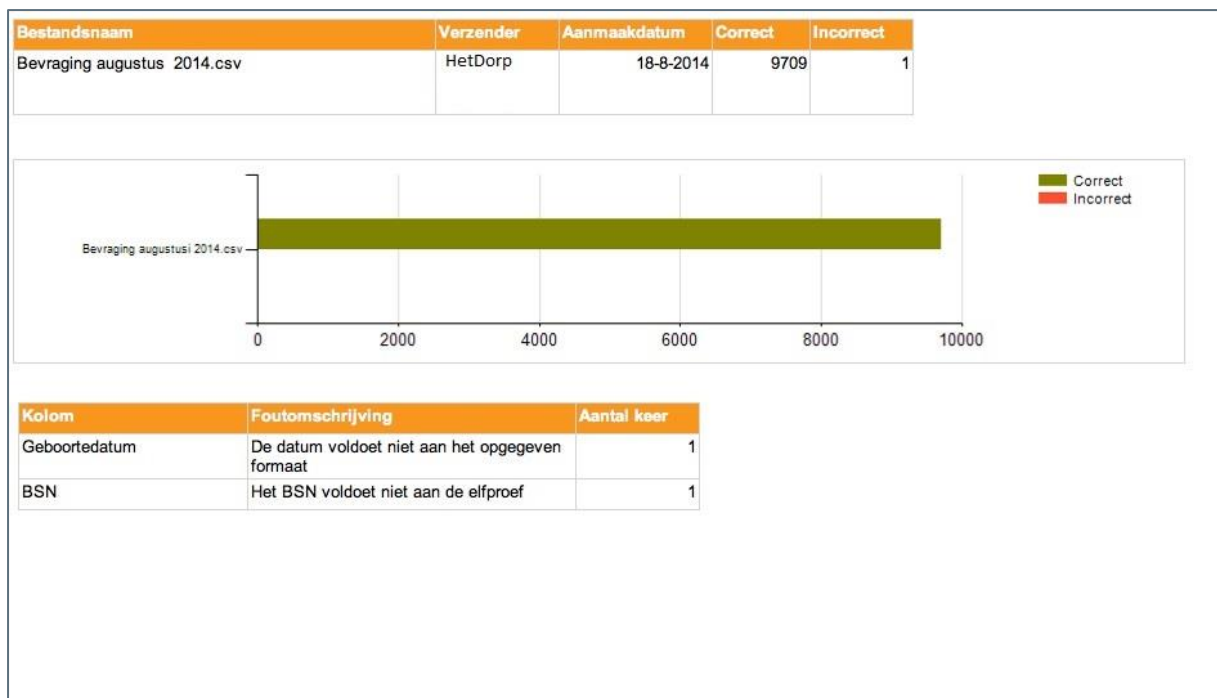 Bestandsnaam Verzender Aanmaakdatum Correct Incorrect
Bevraging augustus 2014.csv HetDorp 18-8-2014 9709 1
Correct
Incorrect
Bevraging augustusi 2014.csv
0 2000 4000 6000 8000 10000
Kolom Foutomschrijving Aantal keer
Geboortedatum De datum voldoet niet aan het opgegeven 1
formaat
BSN Het BSN voldoet niet aan de elfproef 1